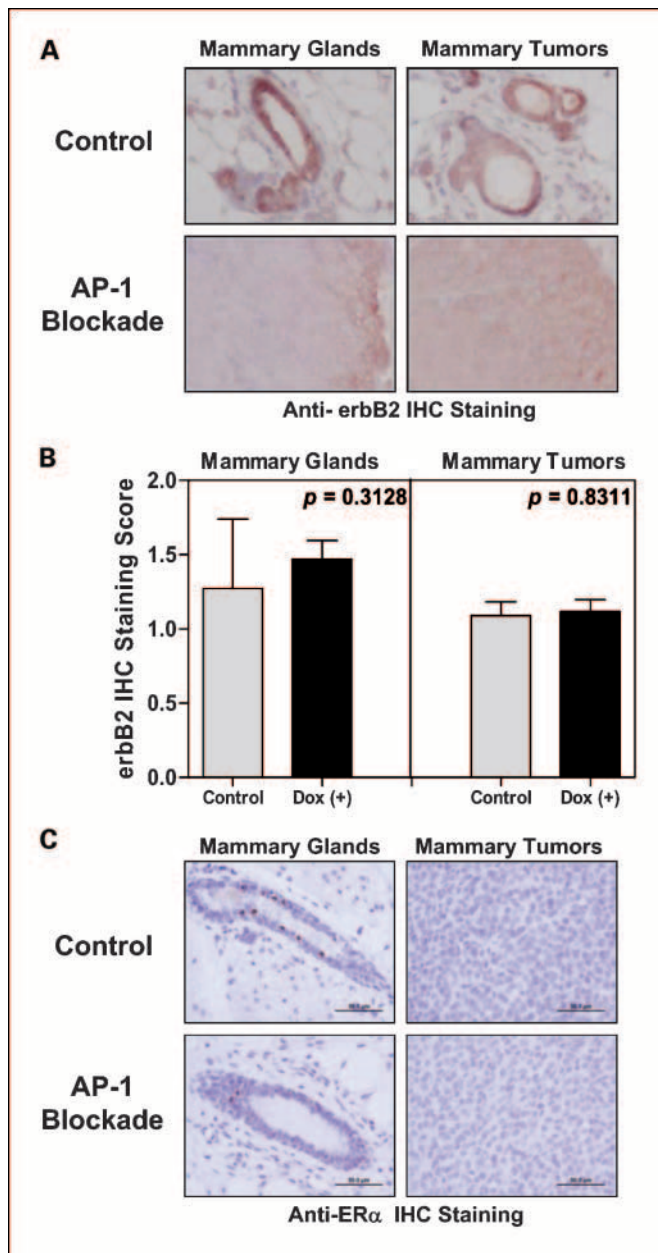 A
Mammary Glands Mammary Tumors
Control
AP-1
Blockade
Anti- erbB2 IHC Staining
B
Mammary Glands Mammary Tumors
erbB2 IHC Staining Score
2.0
1.5
1.0
0.5
0.0
p = 0.3128 p = 0.8311
Control Dox (+) Control Dox (+)
C
Mammary Glands Mammary Tumors
Control
AP-1
Blockade
Anti-ERα IHC Staining